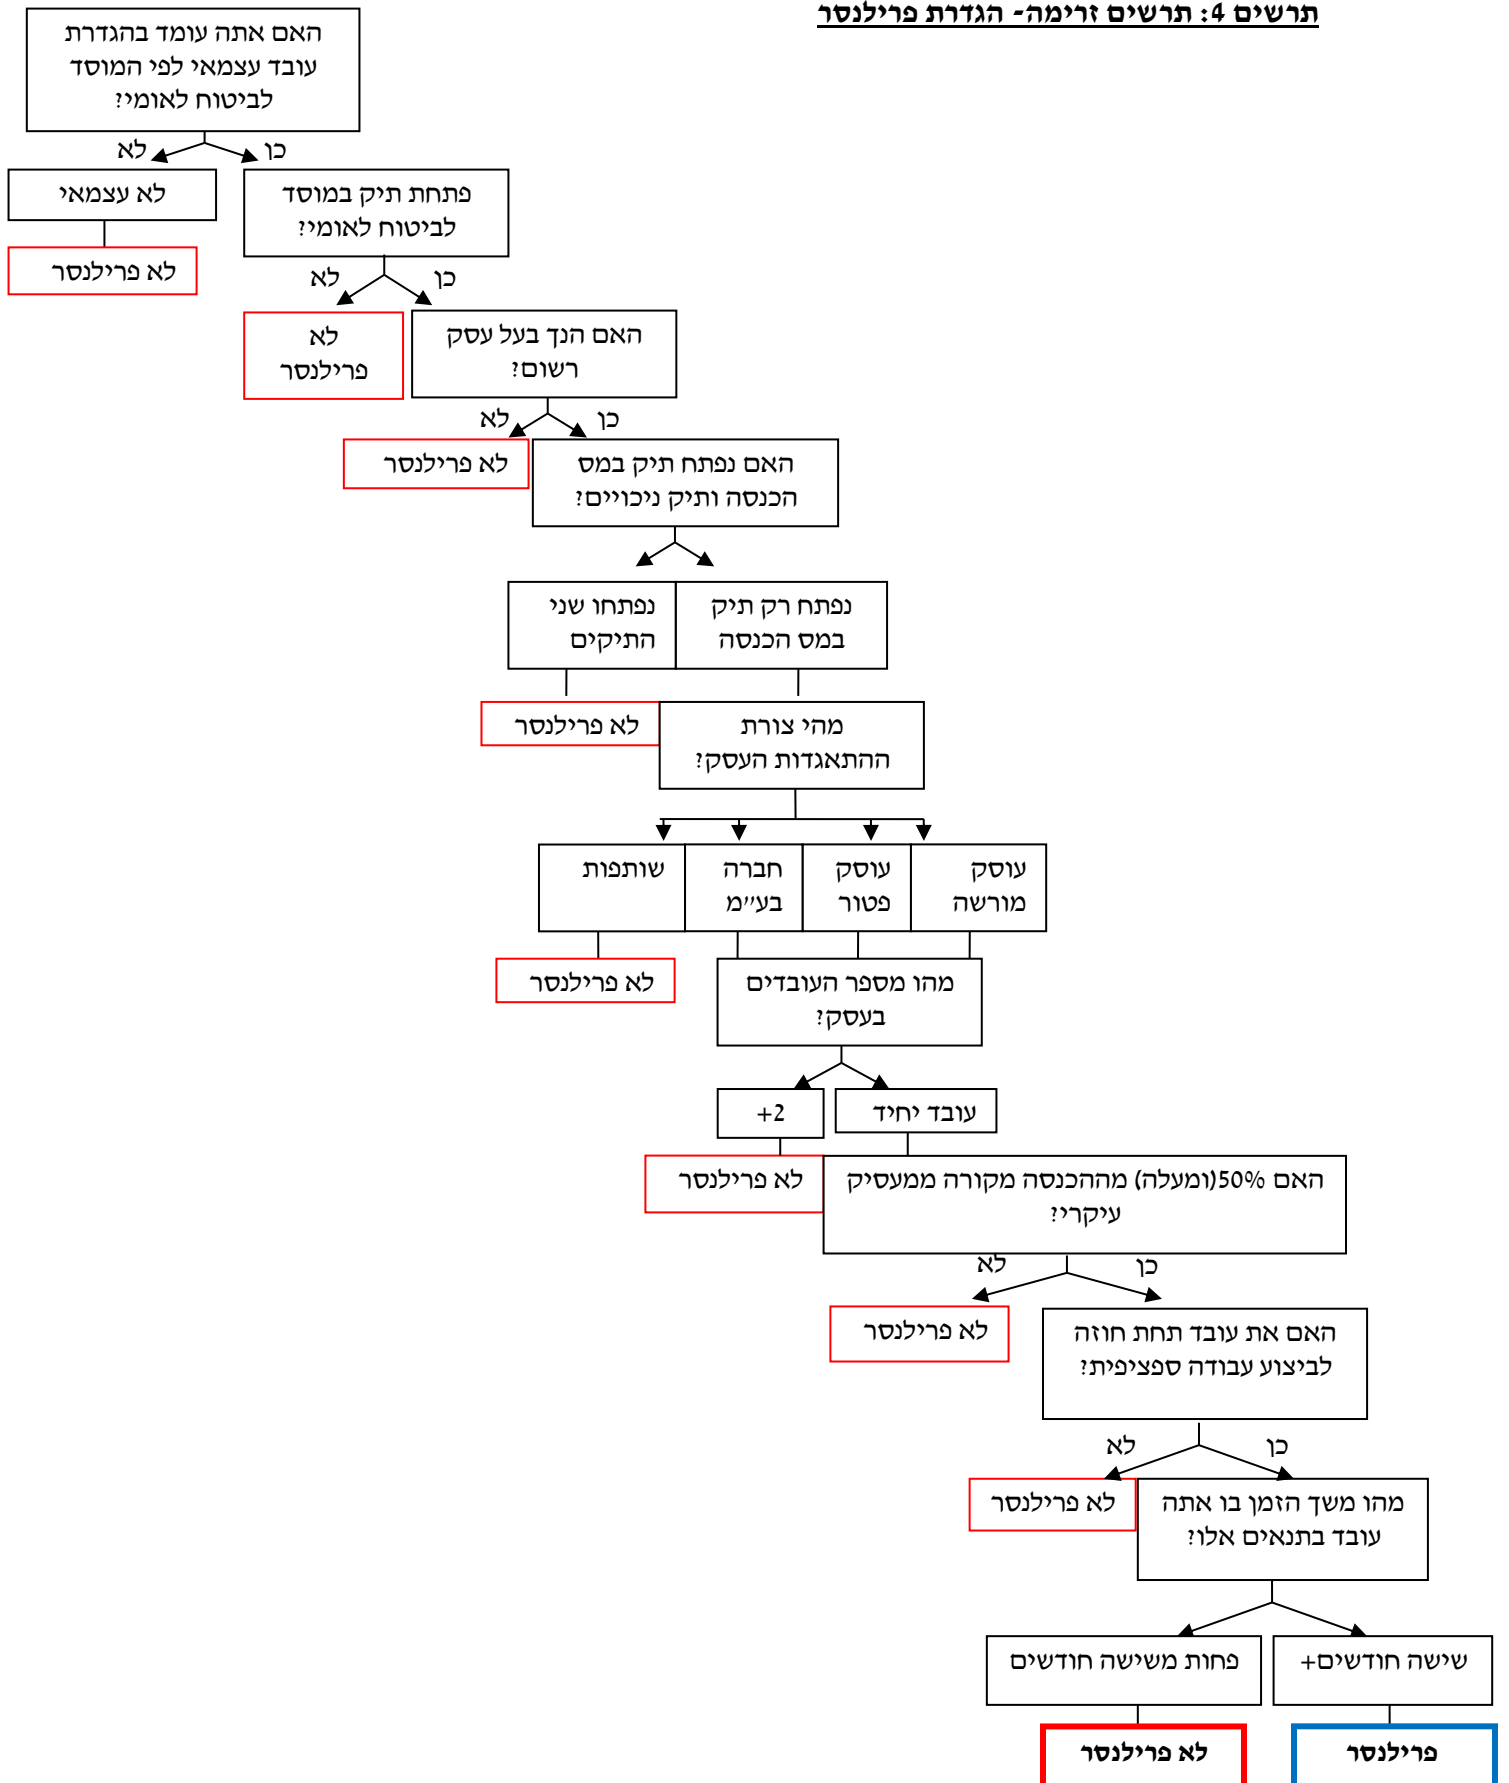 תרשים 4: תרשים זרימה- הגדרת פרילנסר
האם אתה עומד בהגדרת
עובד עצמאי לפי המוסד
לביטוח לאומי?
כן
לא
פתחת תיק במוסד
לביטוח לאומי?
לא עצמאי
לא פרילנסר
כן
לא
האם הנך בעל עסק
רשום?
לא
פרילנסר
כן
לא
האם נפתח תיק במס
הכנסה ותיק ניכויים?
לא פרילנסר
נפתח רק תיק
במס הכנסה
נפתחו שני
התיקים
מהי צורת
ההתאגדות העסק?
לא פרילנסר
עוסק
מורשה
עוסק
פטור
חברה
בע"מ
שותפות
מהו מספר העובדים
בעסק?
לא פרילנסר
עובד יחיד
2+
האם 50%(ומעלה) מההכנסה מקורה ממעסיק
עיקרי?
לא פרילנסר
כן
לא
האם את עובד תחת חוזה
לביצוע עבודה ספציפית?
לא פרילנסר
כן
לא
מהו משך הזמן בו אתה
עובד בתנאים אלו?
לא פרילנסר
שישה חודשים+
פחות משישה חודשים
פרילנסר
לא פרילנסר